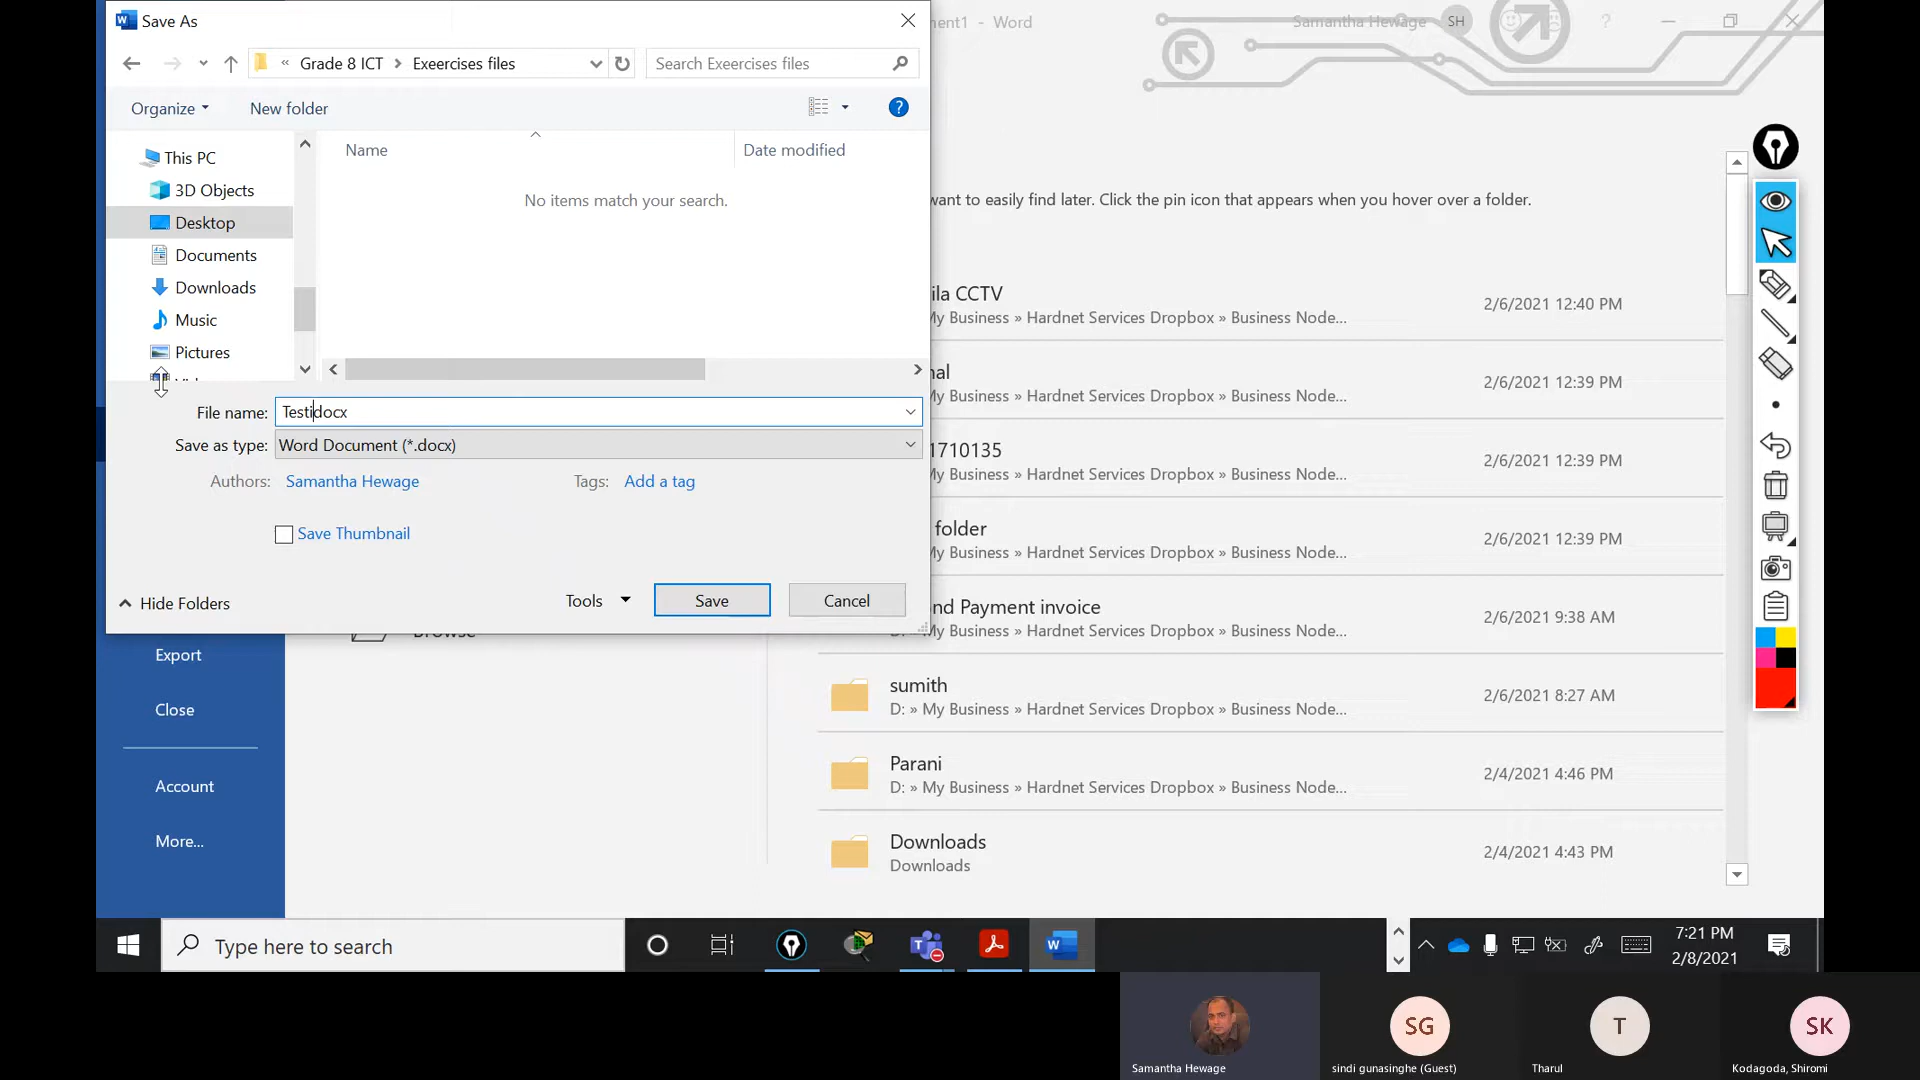 Save As
ment1 - Word
Samantha Hewage
SH
?
« Grade 8 ICT > Exeercises files
Search Exeercises files
Organize
New folder
?
This PC
3D Objects
Desktop
Documents
Downloads
Music
Pictures
Name
Date modified
No items match your search.
File name: Testidocx
Save as type: Word Document (*.docx)
Authors: Samantha Hewage
Tags: Add a tag
Save Thumbnail
Hide Folders
Tools
Save
Cancel
want to easily find later. Click the pin icon that appears when you hover over a folder.
ila CCTV
My Business » Hardnet Services Dropbox » Business Node...
2/6/2021 12:40 PM
nal
My Business » Hardnet Services Dropbox » Business Node...
2/6/2021 12:39 PM
1710135
My Business » Hardnet Services Dropbox » Business Node...
2/6/2021 12:39 PM
folder
My Business » Hardnet Services Dropbox » Business Node...
2/6/2021 12:39 PM
nd Payment invoice
D: » My Business » Hardnet Services Dropbox » Business Node...
2/6/2021 9:38 AM
sumith
D: » My Business » Hardnet Services Dropbox » Business Node...
2/6/2021 8:27 AM
Parani
D: » My Business » Hardnet Services Dropbox » Business Node...
2/4/2021 4:46 PM
Downloads
Downloads
2/4/2021 4:43 PM
Browse
Export
Close
Account
More...
Type here to search
7:21 PM
2/8/2021
SG
T
SK
Samantha Hewage
sindi gunasinghe (Guest)
Tharul
Kodagoda, Shiromi